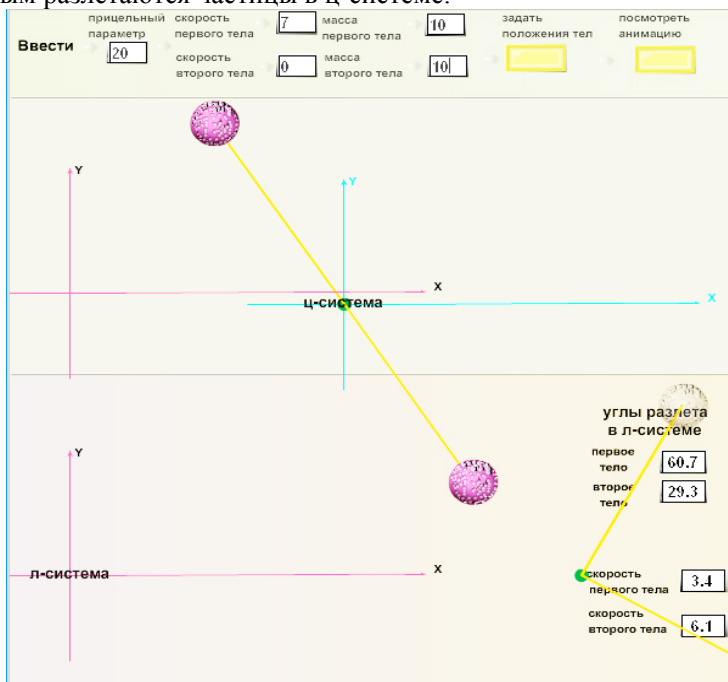 ым разлетаются частицы в ц-системе.
Ввести
прицельный
параметр
20
скорость
первого тела
7
масса
первого тела
10
скорость
второго тела
0
масса
второго тела
10
задать
положения тел
посмотреть
анимацию
Y
Y
X
X
ц-система
Y
X
л-система
углы разлета
в л-системе
первое
тело
60.7
второе
тело
29.3
скорость
первого тела
3.4
скорость
второго тела
6.1